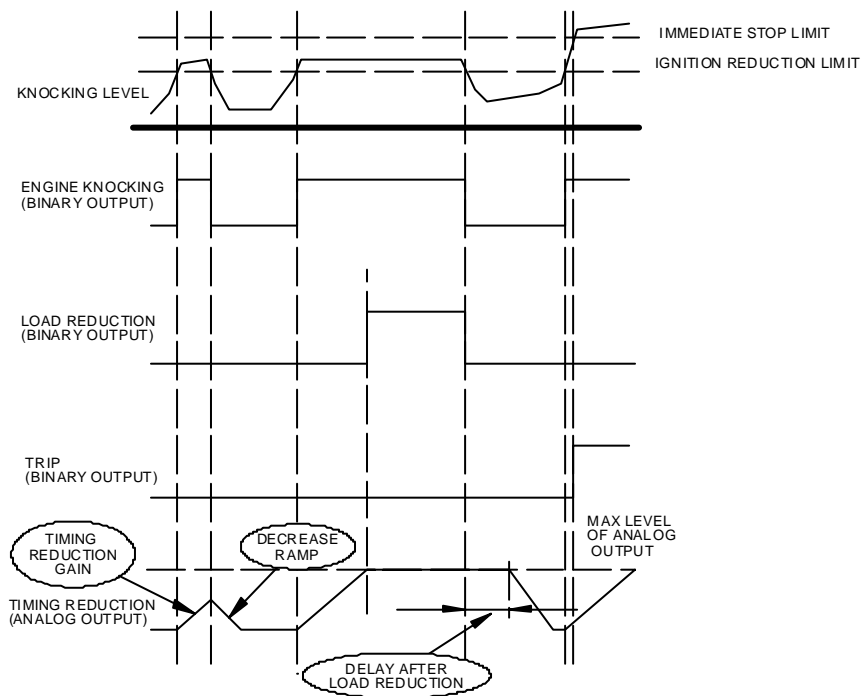 IMMEDIATE STOP LIMIT
IGNITION REDUCTION LIMIT
KNOCKING LEVEL
ENGINE KNOCKING
(BINARY OUTPUT)
LOAD REDUCTION
(BINARY OUTPUT)
TRIP
(BINARY OUTPUT)
MAX LEVEL
OF ANALOG
OUTPUT
TIMING
REDUCTION
GAIN
DECREASE
RAMP
TIMING REDUCTION
(ANALOG OUTPUT)
DELAY AFTER
LOAD REDUCTION